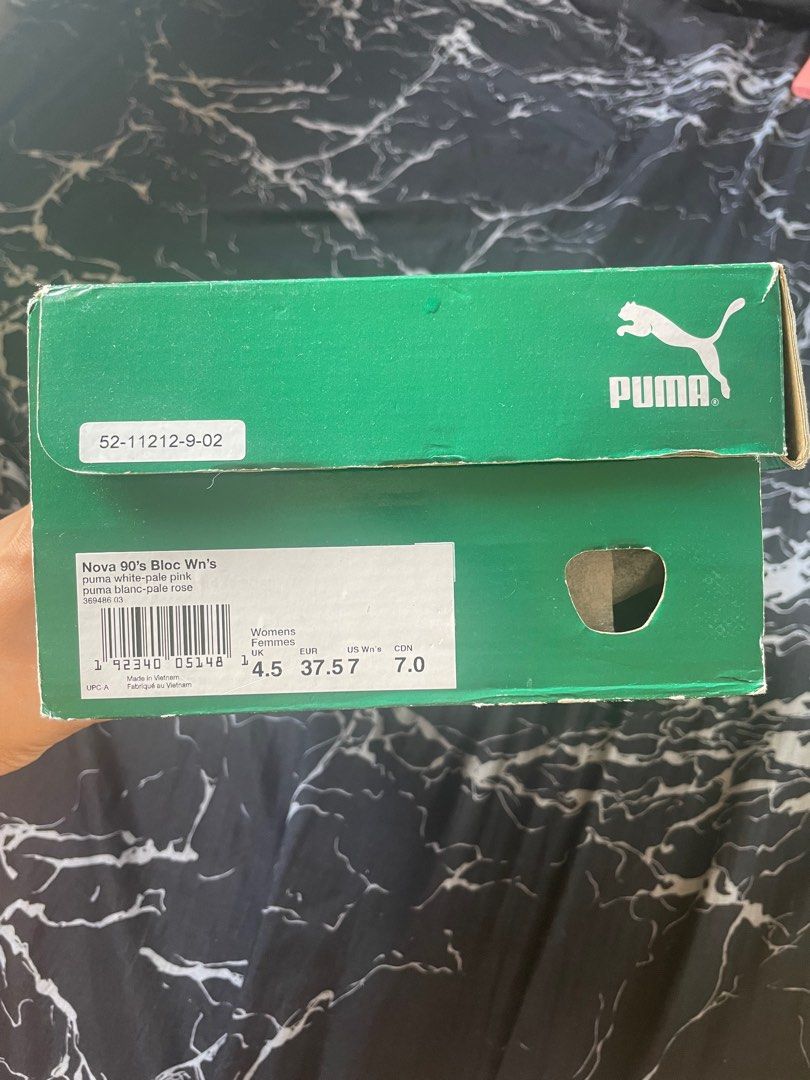 PUMA®
52-11212-9-02
Nova 90's Bloc Wn's
puma white-pale pink
puma blanc-pale rose
369486 03
1 92340 05148 1
UPC-A
Made in Vietnam
Fabriqué au Vietnam
Womens
Femmes
UK EUR US Wn's CDN
4.5 37.5 7 7.0